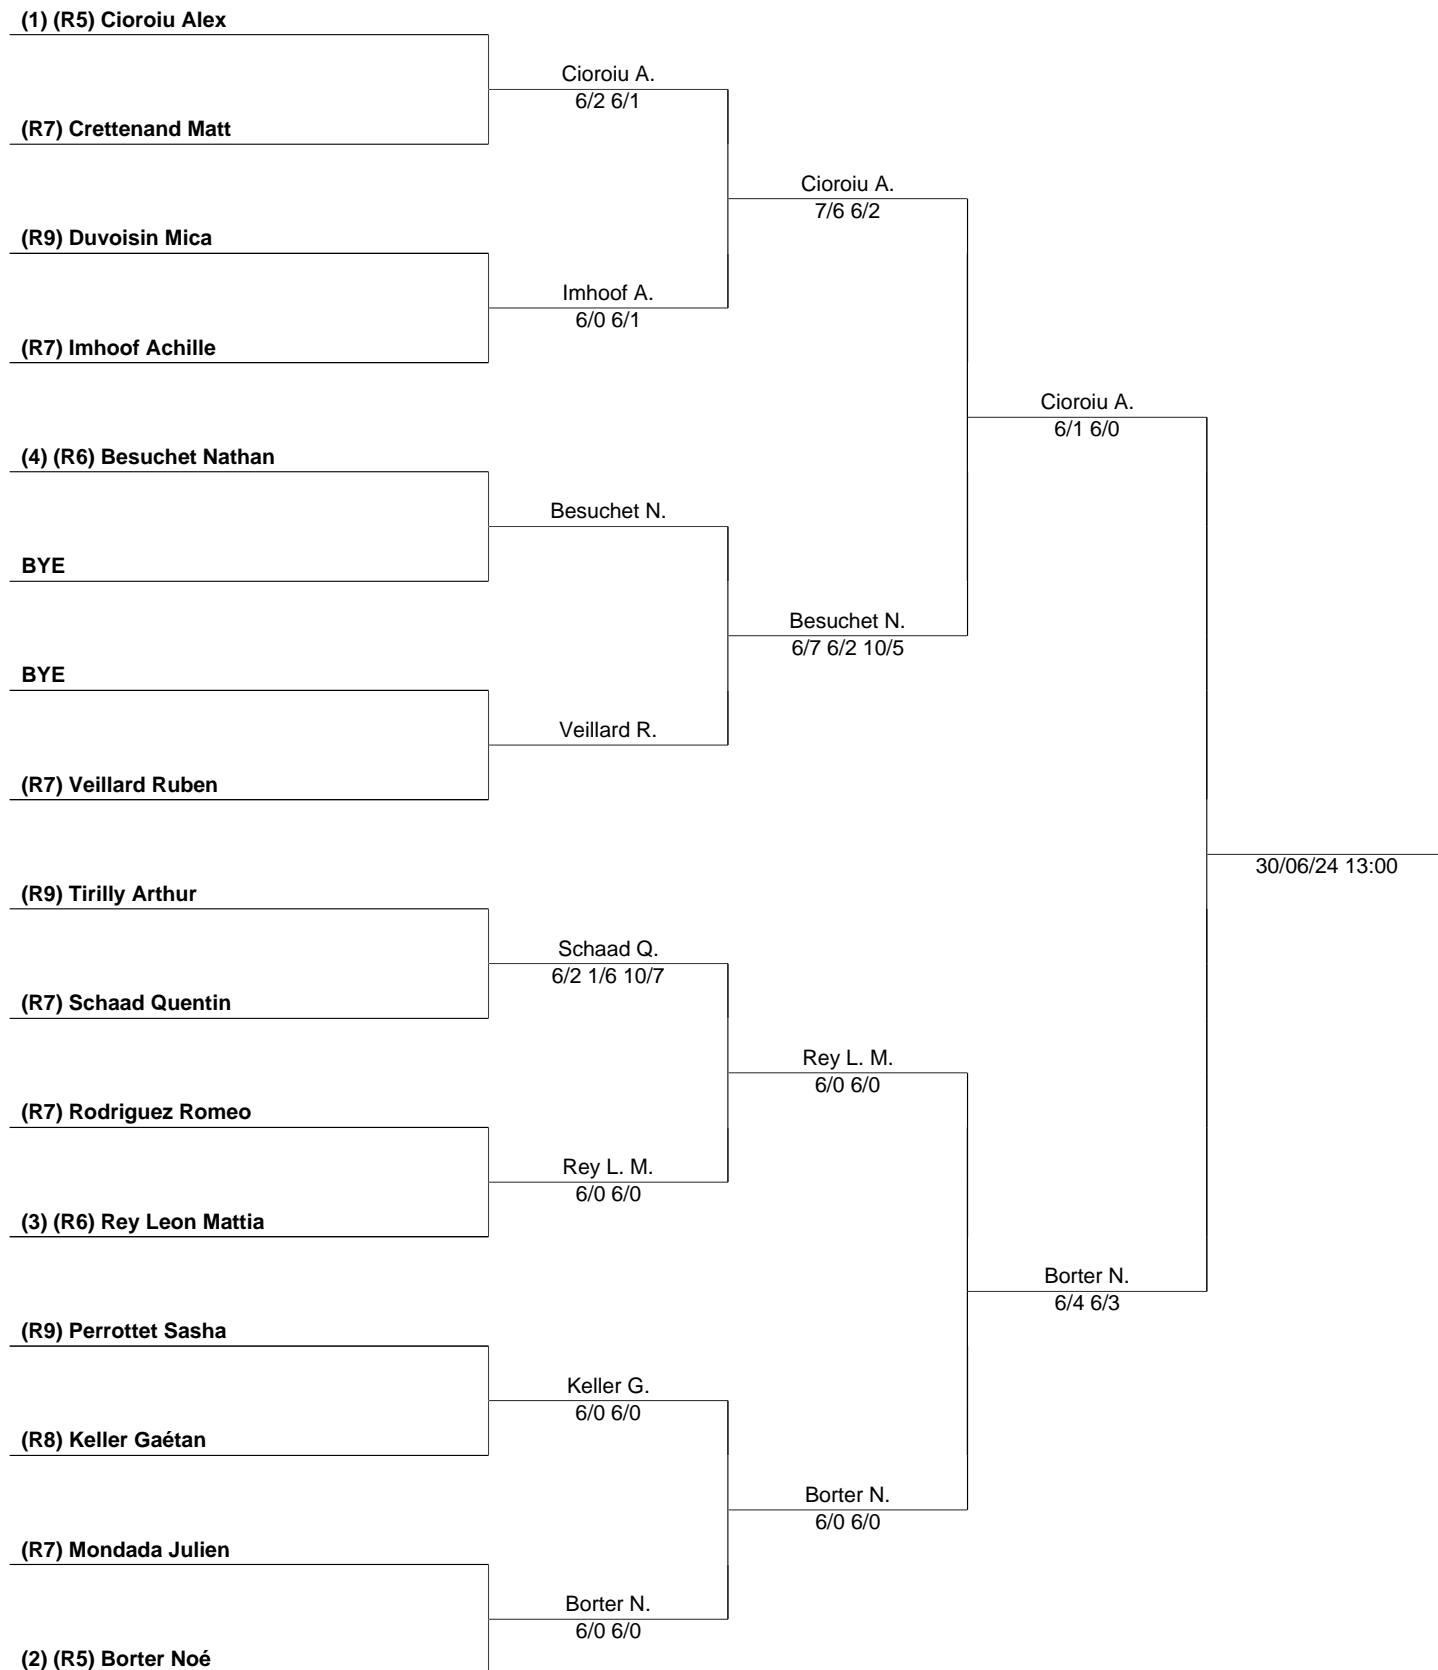 (1) (R5) Cioroiu Alex
Cioroiu A.
6/2 6/1
(R7) Crettenand Matt
Cioroiu A.
7/6 6/2
(R9) Duvoisin Mica
Imhoof A.
6/0 6/1
(R7) Imhoof Achille
Cioroiu A.
6/1 6/0
(4) (R6) Besuchet Nathan
Besuchet N.
BYE
Besuchet N.
6/7 6/2 10/5
BYE
Veillard R.
(R7) Veillard Ruben
30/06/24 13:00
(R9) Tirilly Arthur
Schaad Q.
6/2 1/6 10/7
(R7) Schaad Quentin
Rey L. M.
6/0 6/0
(R7) Rodriguez Romeo
Rey L. M.
6/0 6/0
(3) (R6) Rey Leon Mattia
Borter N.
6/4 6/3
(R9) Perrottet Sasha
Keller G.
6/0 6/0
(R8) Keller Gaétan
Borter N.
6/0 6/0
(R7) Mondada Julien
Borter N.
6/0 6/0
(2) (R5) Borter Noé